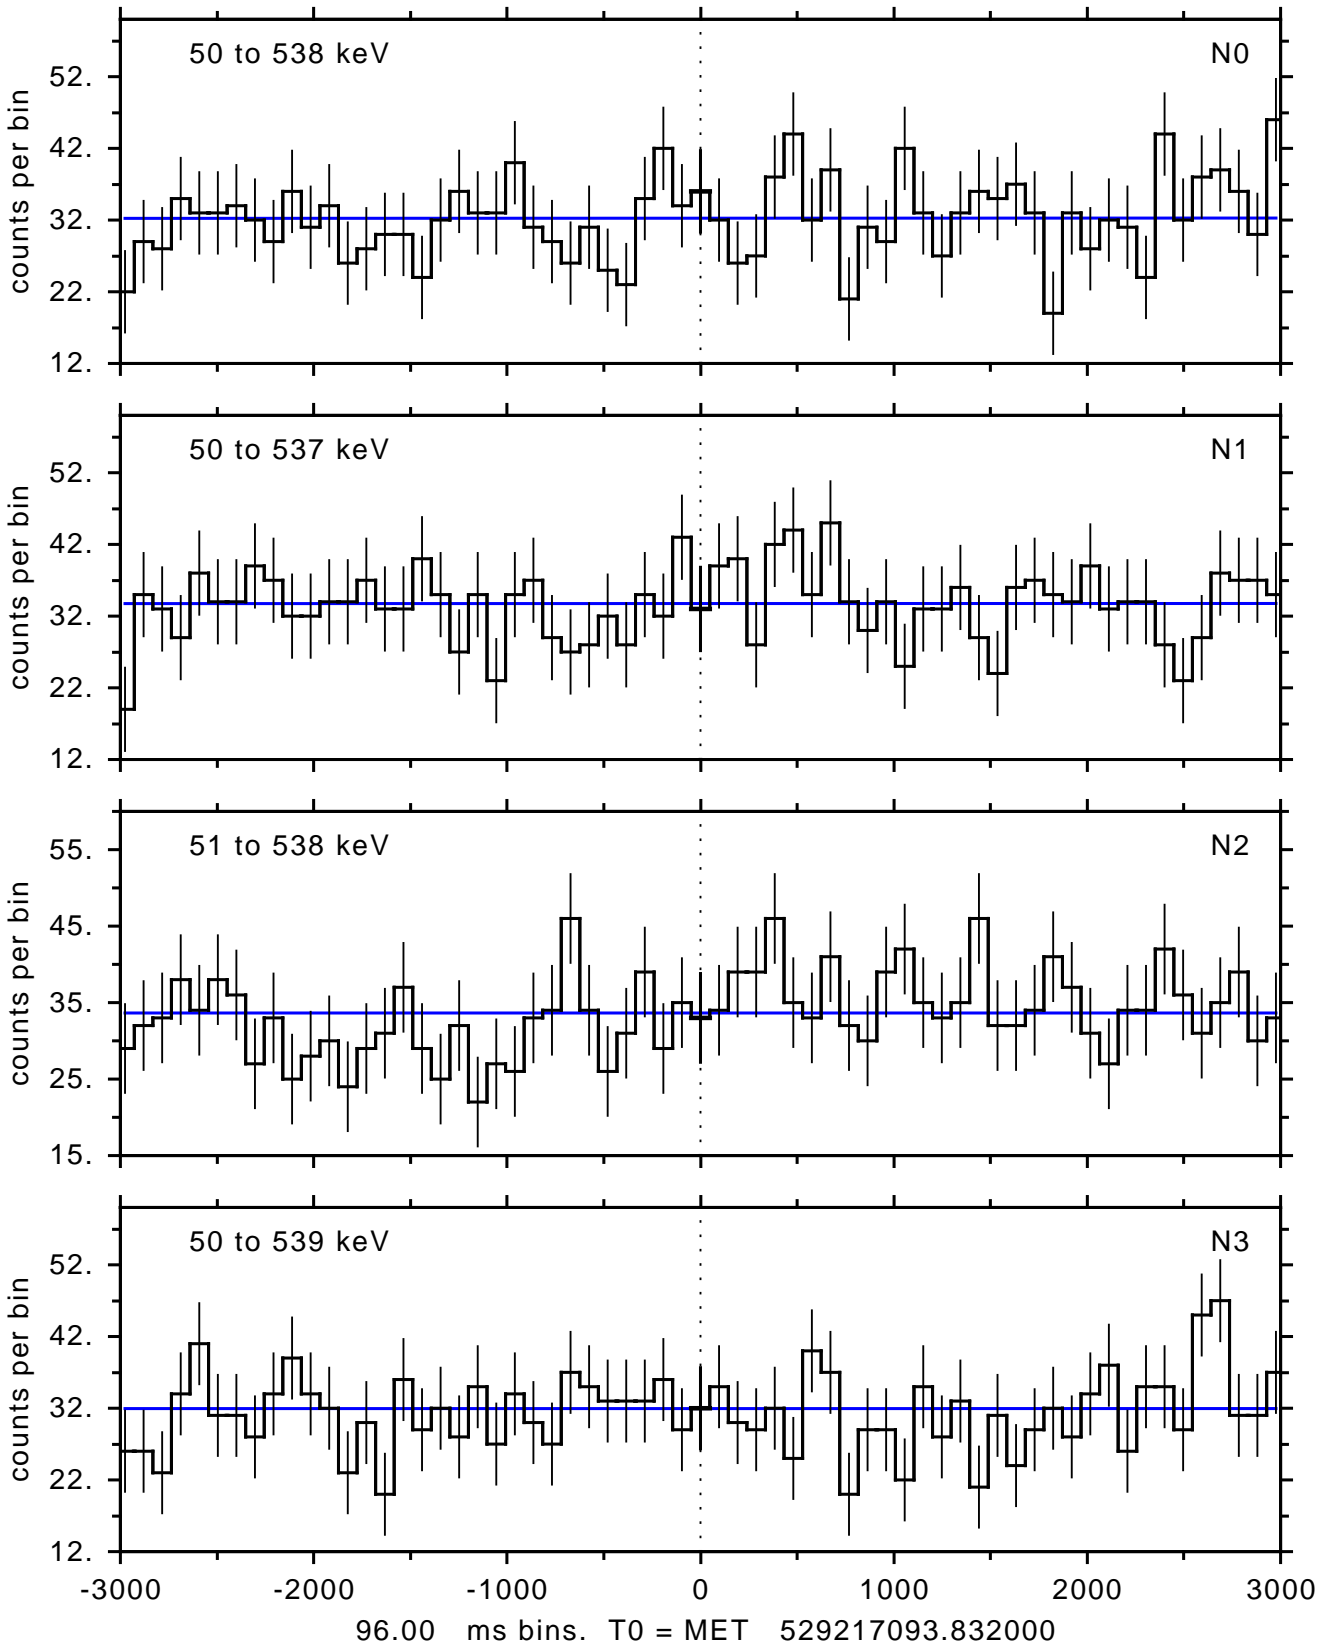 50 to 538 keV N0
52.
42.
32.
22.
12.
counts per bin
50 to 537 keV N1
52.
42.
32.
22.
12.
counts per bin
51 to 538 keV N2
55.
45.
35.
25.
15.
counts per bin
50 to 539 keV N3
52.
42.
32.
22.
12.
counts per bin
-3000 -2000 -1000 0 1000 2000 3000
96.00 ms bins. T0 = MET 529217093.832000